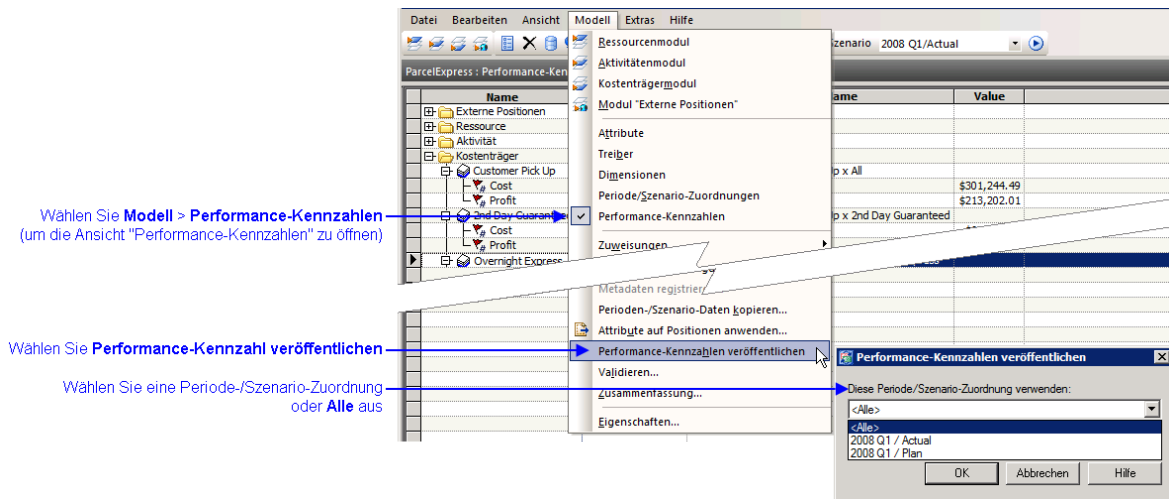 Datei Bearbeiten Ansicht Modell Extras Hilfe
Szenario 2008 Q1/Actual
ParcelExpress : Performance-Ken
Name
Name Value
Externe Positionen
Ressource
Aktivität
Kostenträger
Customer Pick Up
Up x All
Cost
$301,244.49
Profit
$213,202.01
2nd Day Guarantee
Up x 2nd Day Guaranteed
Cost
Profit
Overnight Express
Ressourcenmodul
Aktivitätenmodul
Kostenträgermodul
Modul "Externe Positionen"
Attribute
Treiber
Dimensionen
Periode/Szenario-Zuordnungen
Performance-Kennzahlen
Zuweisungen
Metadaten registrier
Perioden-/Szenario-Daten kopieren...
Attribute auf Positionen anwenden...
Performance-Kennzahlen veröffentlichen
Validieren...
Zusammenfassung...
Eigenschaften...
Wählen Sie Modell > Performance-Kennzahlen
(um die Ansicht "Performance-Kennzahlen" zu öffnen)
Wählen Sie Performance-Kennzahl veröffentlichen
Wählen Sie eine Periode-/Szenario-Zuordnung
oder Alle aus
Performance-Kennzahlen veröffentlichen
Diese Periode/Szenario-Zuordnung verwenden:
<Alle>
<Alle>
2008 Q1 / Actual
2008 Q1 / Plan
OK Abbrechen Hilfe